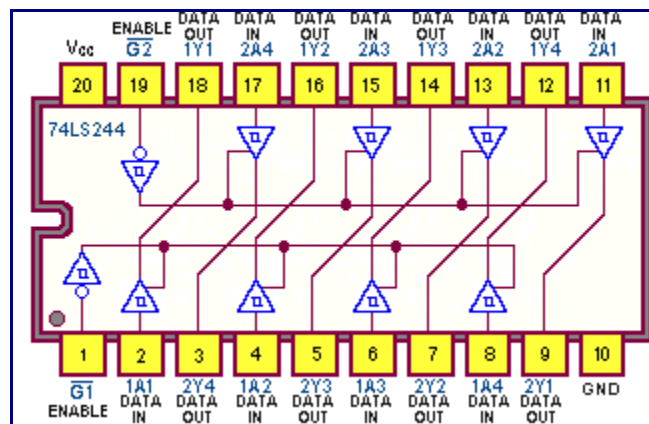 ENABLE DATA OUT DATA IN DATA OUT DATA IN DATA OUT DATA IN DATA OUT DATA IN
Vcc G2 1Y1 2A4 1Y2 2A3 1Y3 2A2 1Y4 2A1
20 19 18 17 16 15 14 13 12 11
74LS244
1 2 3 4 5 6 7 8 9 10
G1 1A1 2Y4 1A2 2Y3 1A3 2Y2 1A4 2Y1 GND
ENABLE DATA IN DATA OUT DATA IN DATA OUT DATA IN DATA OUT DATA IN DATA OUT